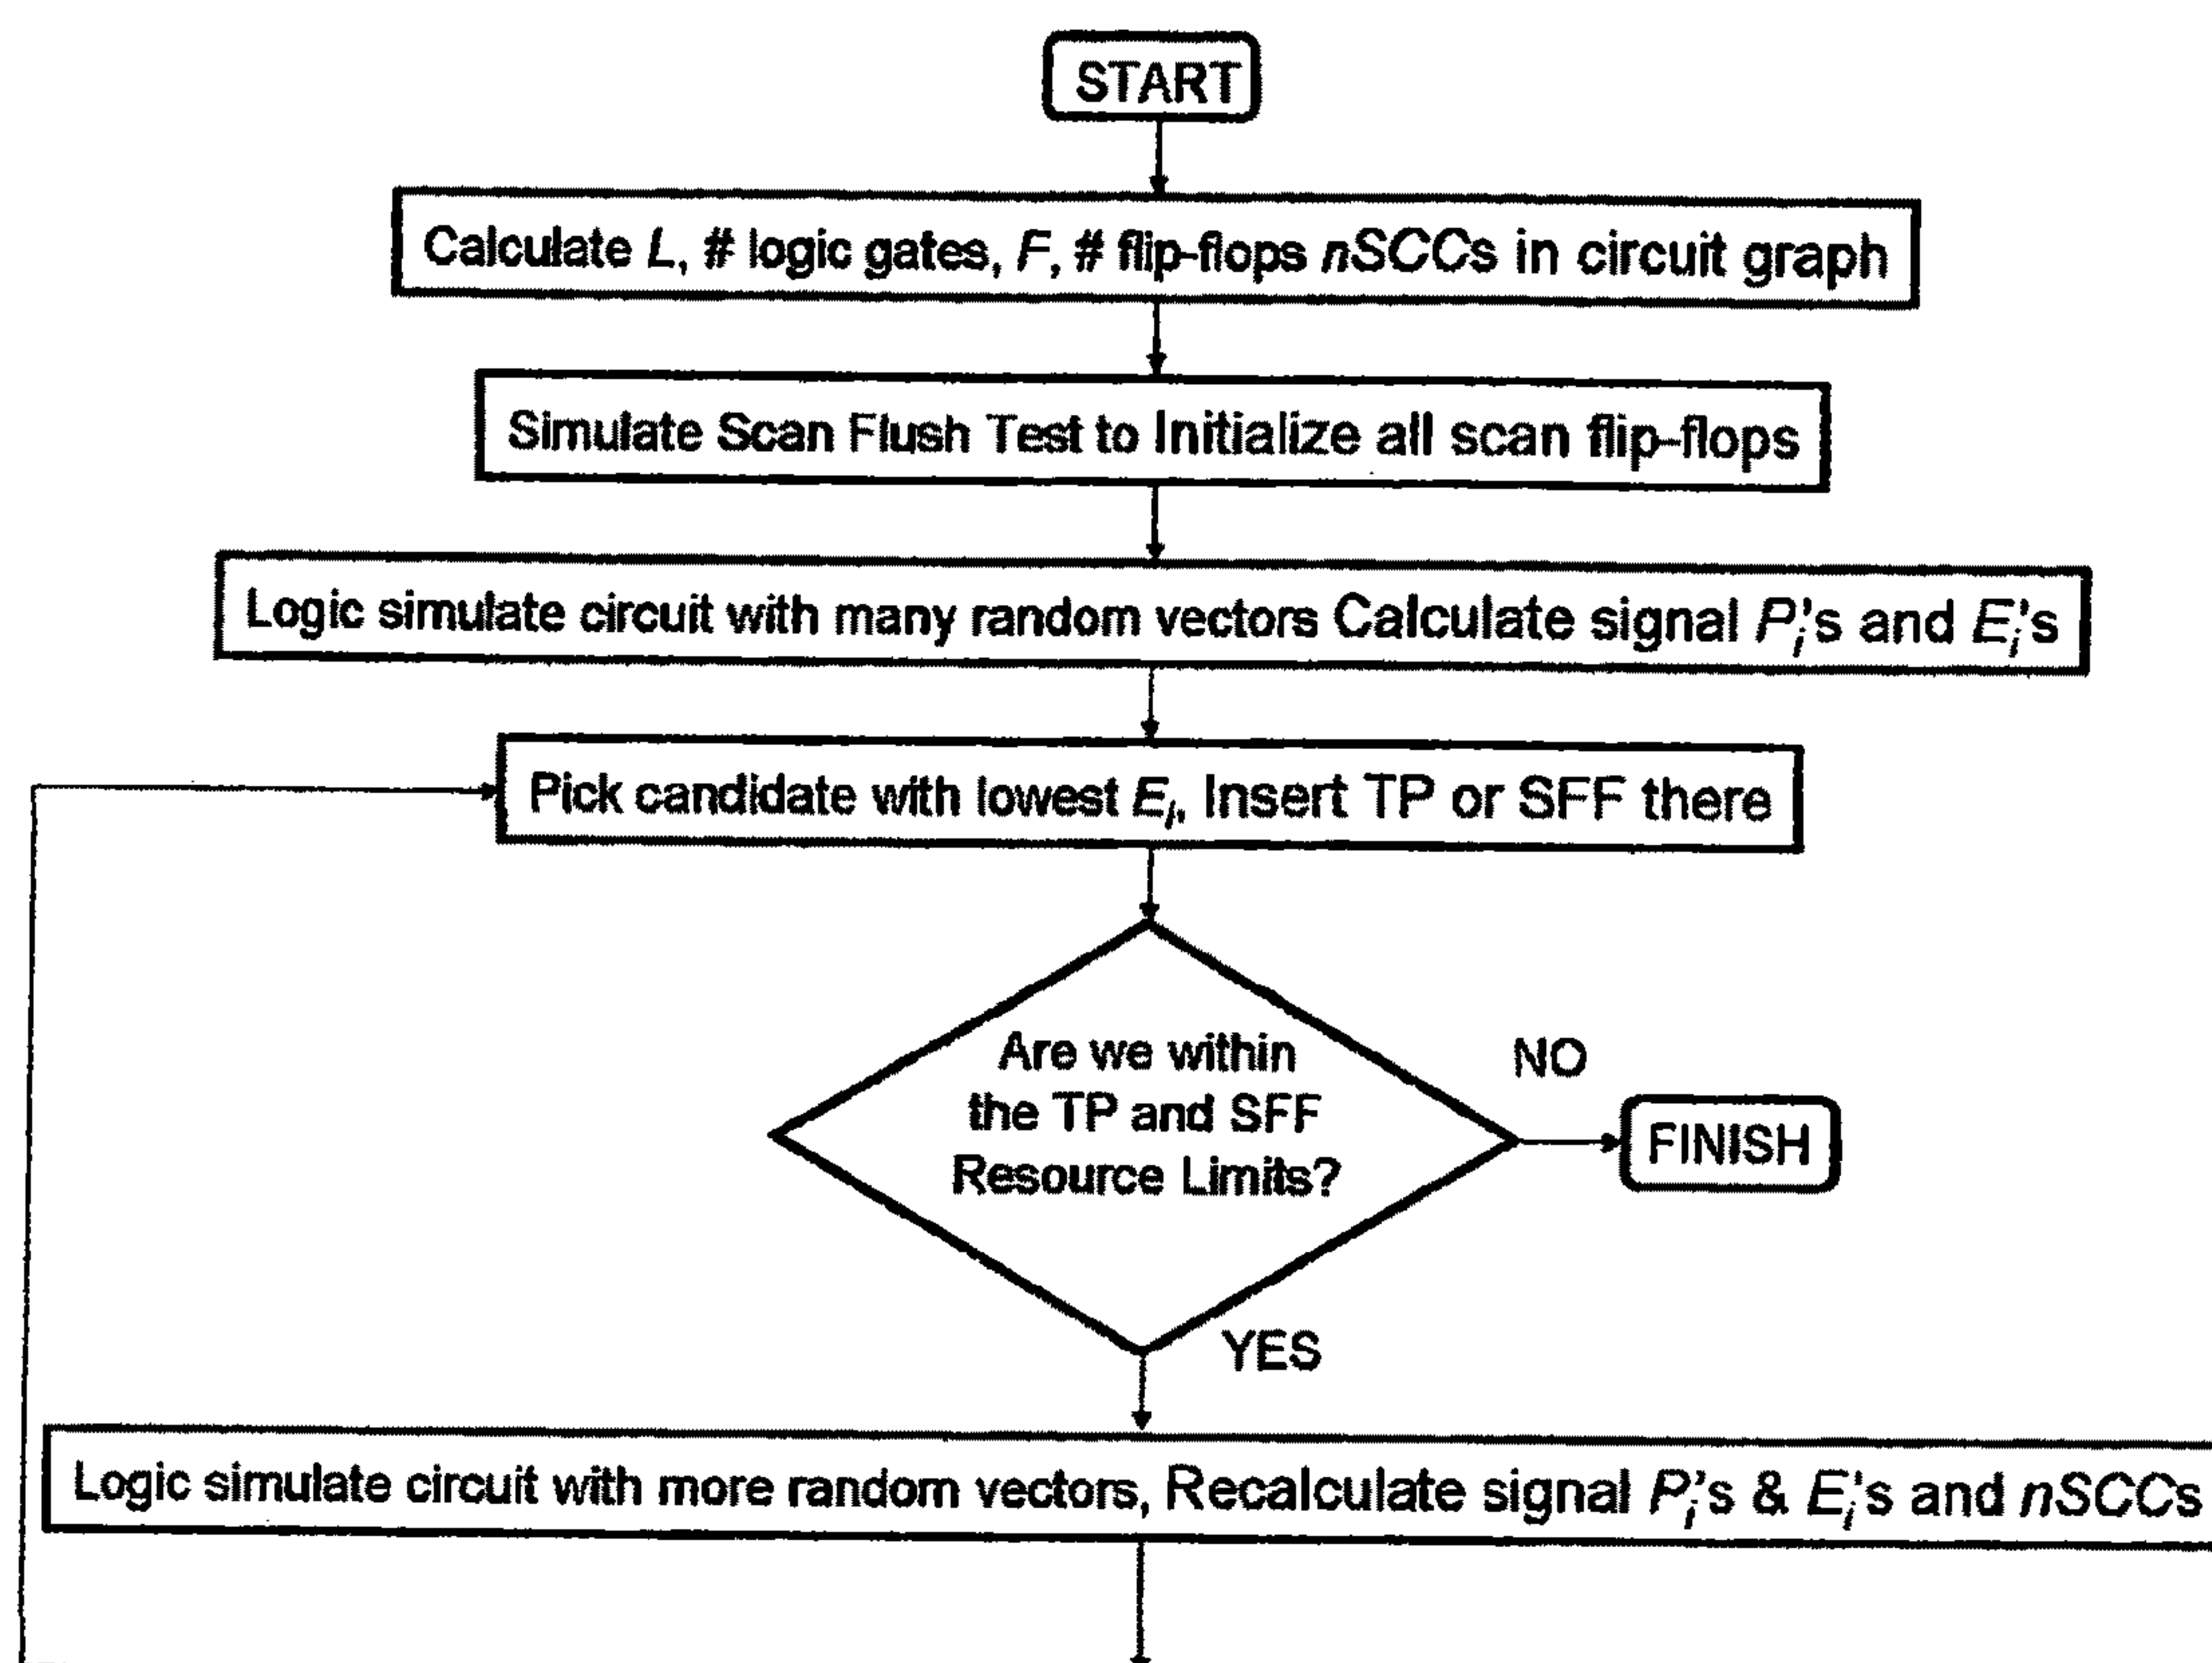 START
Calculate L, # logic gates, F, # flip-flops nSCCs in circuit graph
Simulate Scan Flush Test to Initialize all scan flip-flops
Logic simulate circuit with many random vectors Calculate signal Pi's and Ei's
Pick candidate with lowest Ei, Insert TP or SFF there
Are we within
the TP and SFF
Resource Limits?
NO
FINISH
YES
Logic simulate circuit with more random vectors, Recalculate signal Pi's & Ei's and nSCCs